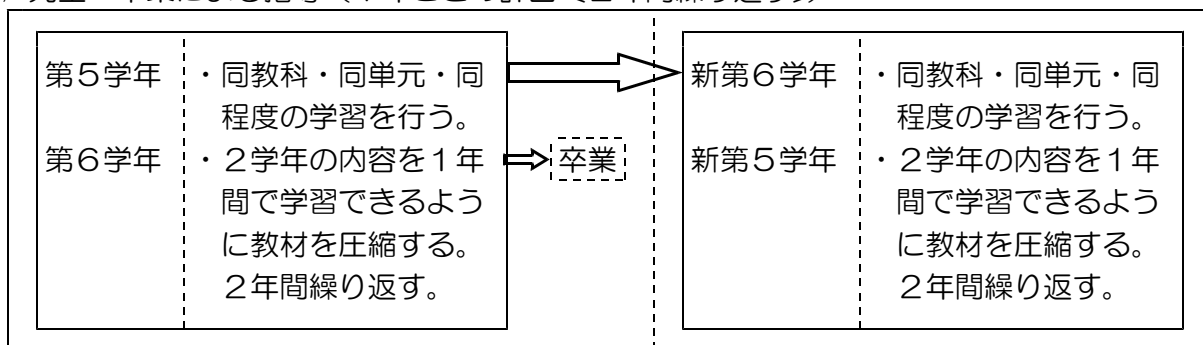 第5学年 ・同教科・同単元・同
程度の学習を行う。
第6学年 ・2学年の内容を1年
間で学習できるよう
に教材を圧縮する。
2年間繰り返す。
卒業
新第6学年 ・同教科・同単元・同
程度の学習を行う。
新第5学年 ・2学年の内容を1年
間で学習できるよう
に教材を圧縮する。
2年間繰り返す。